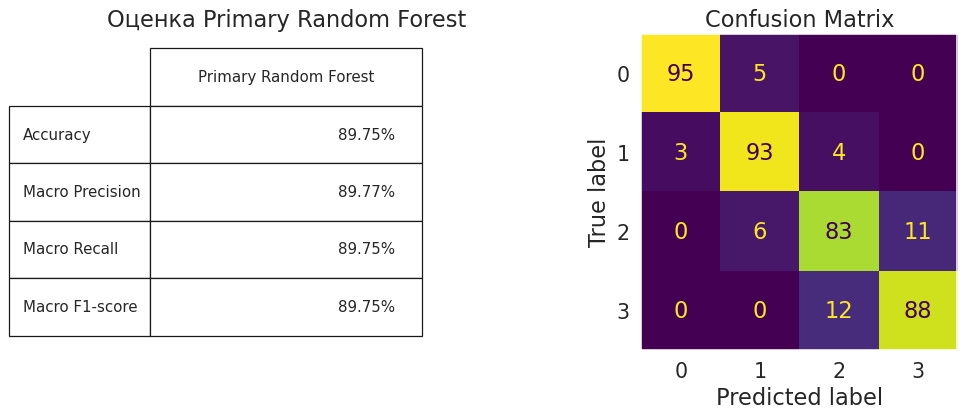 Оценка Primary Random Forest
Primary Random Forest
Accuracy 89.75%
Macro Precision 89.77%
Macro Recall 89.75%
Macro F1-score 89.75%
Confusion Matrix
True label
0 95 5 0 0
1 3 93 4 0
2 0 6 83 11
3 0 0 12 88
0 1 2 3
Predicted label